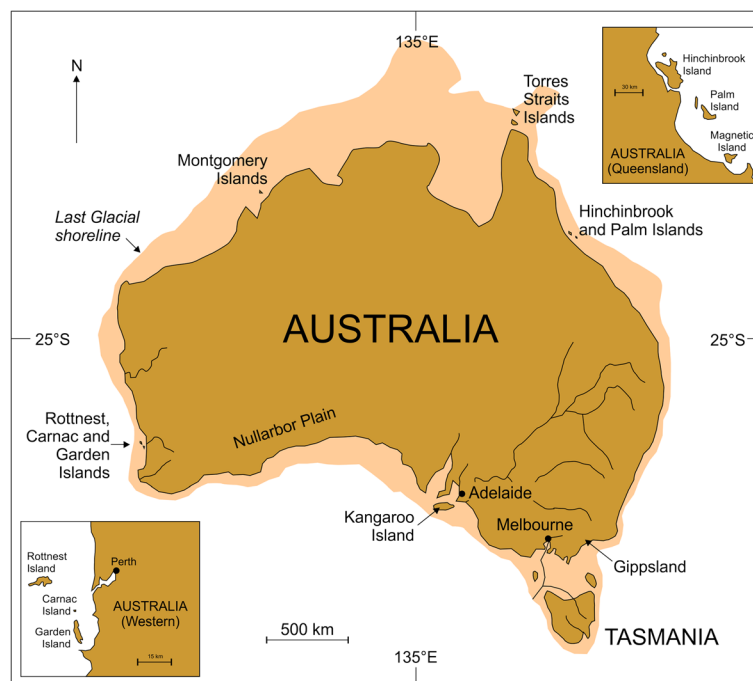 135°E
N
Torres
Straits
Islands
Montgomery
Islands
Last Glacial
shoreline
Hinchinbrook
and Palm Islands
AUSTRALIA
25°S
25°S
Rottnest,
Carnac and
Garden
Islands
Nullarbor Plain
Adelaide
Kangaroo
Island
Melbourne
Gippsland
TASMANIA
500 km
135°E
Hinchinbrook
Island
30 km
Palm
Island
Magnetic
Island
AUSTRALIA
(Queensland)
Rottnest
Island
Perth
Carnac
Island
AUSTRALIA
(Western)
Garden
Island
15 km